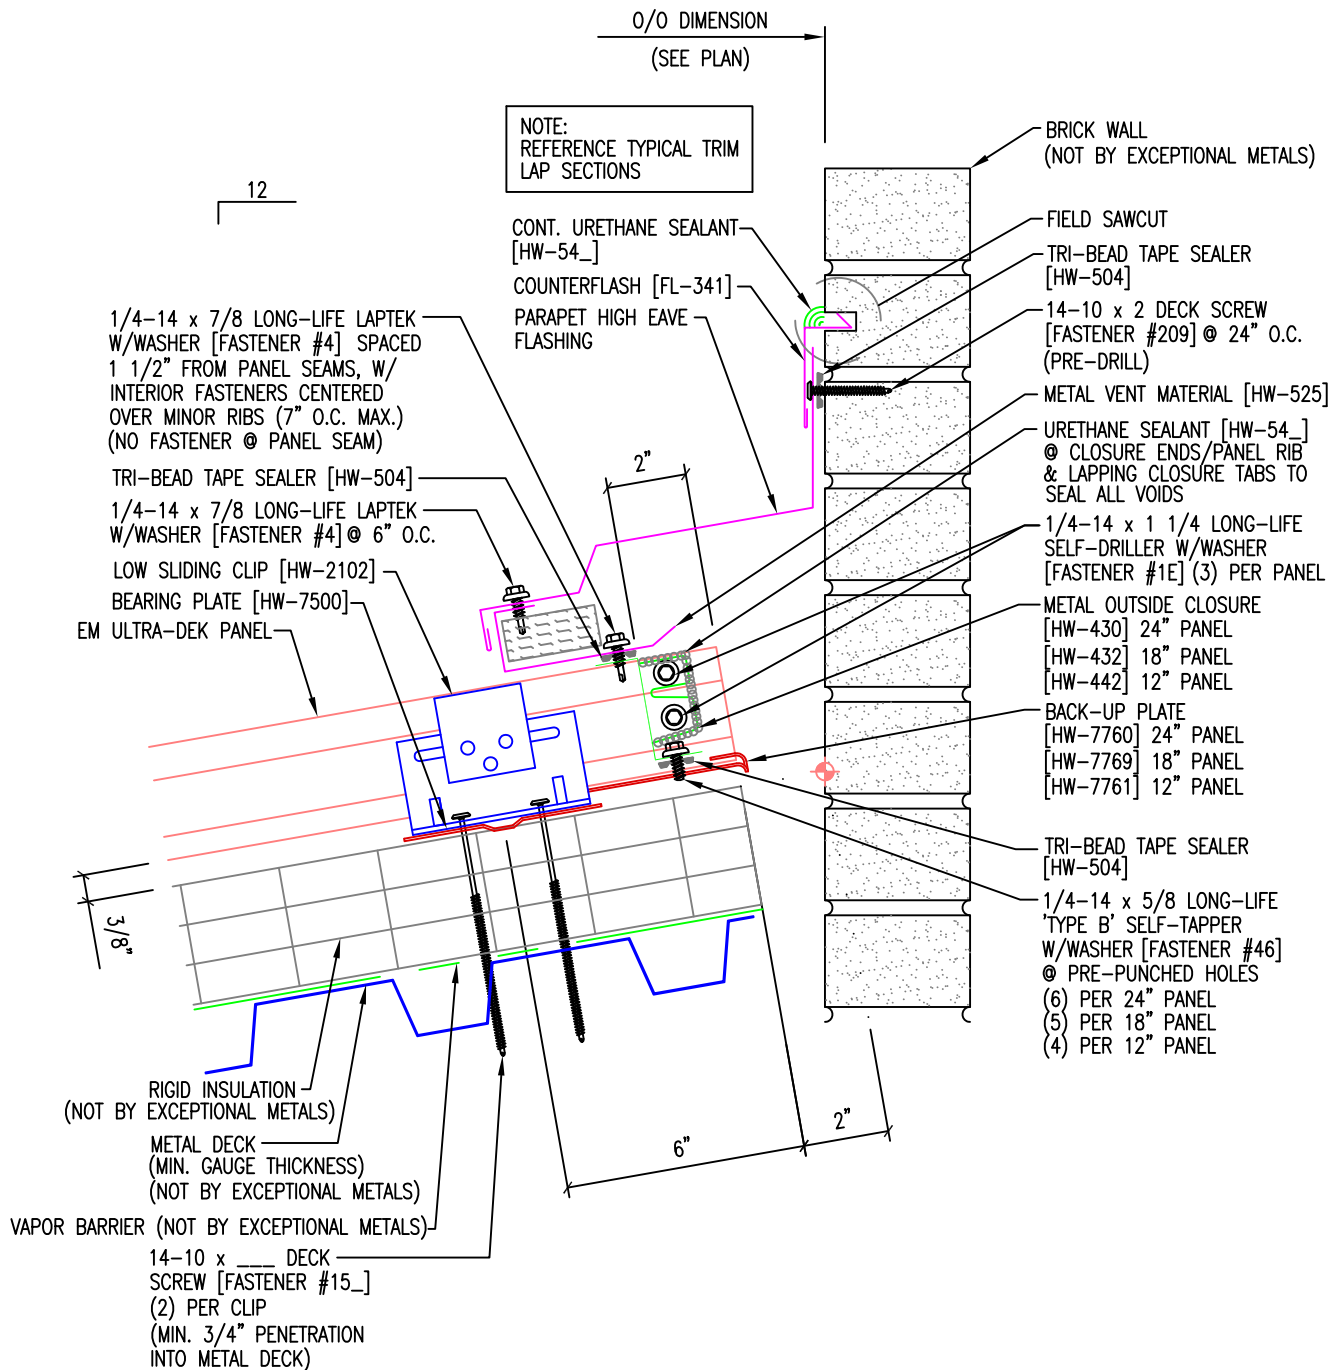 O/O DIMENSION
(SEE PLAN)
NOTE:
REFERENCE TYPICAL TRIM
LAP SECTIONS
12
CONT. URETHANE SEALANT
[HW-54_]
COUNTERFLASH [FL-341]
PARAPET HIGH EAVE
FLASHING
1/4-14 x 7/8 LONG-LIFE LAPTEK
W/WASHER [FASTENER #4] SPACED
1 1/2" FROM PANEL SEAMS, W/
INTERIOR FASTENERS CENTERED
OVER MINOR RIBS (7" O.C. MAX.)
(NO FASTENER @ PANEL SEAM)
TRI-BEAD TAPE SEALER [HW-504]
1/4-14 x 7/8 LONG-LIFE LAPTEK
W/WASHER [FASTENER #4] @ 6" O.C.
LOW SLIDING CLIP [HW-2102]
BEARING PLATE [HW-7500]
EM ULTRA-DEK PANEL
2"
BRICK WALL
(NOT BY EXCEPTIONAL METALS)
FIELD SAWCUT
TRI-BEAD TAPE SEALER
[HW-504]
14-10 x 2 DECK SCREW
[FASTENER #209] @ 24" O.C.
(PRE-DRILL)
METAL VENT MATERIAL [HW-525]
URETHANE SEALANT [HW-54_]
@ CLOSURE ENDS/PANEL RIB
& LAPPING CLOSURE TABS TO
SEAL ALL VOIDS
1/4-14 x 1 1/4 LONG-LIFE
SELF-DRILLER W/WASHER
[FASTENER #1E] (3) PER PANEL
METAL OUTSIDE CLOSURE
[HW-430] 24" PANEL
[HW-432] 18" PANEL
[HW-442] 12" PANEL
BACK-UP PLATE
[HW-7760] 24" PANEL
[HW-7769] 18" PANEL
[HW-7761] 12" PANEL
TRI-BEAD TAPE SEALER
[HW-504]
1/4-14 x 5/8 LONG-LIFE
'TYPE B' SELF-TAPPER
W/WASHER [FASTENER #46]
@ PRE-PUNCHED HOLES
(6) PER 24" PANEL
(5) PER 18" PANEL
(4) PER 12" PANEL
3/8"
6"
2"
RIGID INSULATION
(NOT BY EXCEPTIONAL METALS)
METAL DECK
(MIN. GAUGE THICKNESS)
(NOT BY EXCEPTIONAL METALS)
VAPOR BARRIER (NOT BY EXCEPTIONAL METALS)
14-10 x ___ DECK
SCREW [FASTENER #15_]
(2) PER CLIP
(MIN. 3/4" PENETRATION
INTO METAL DECK)